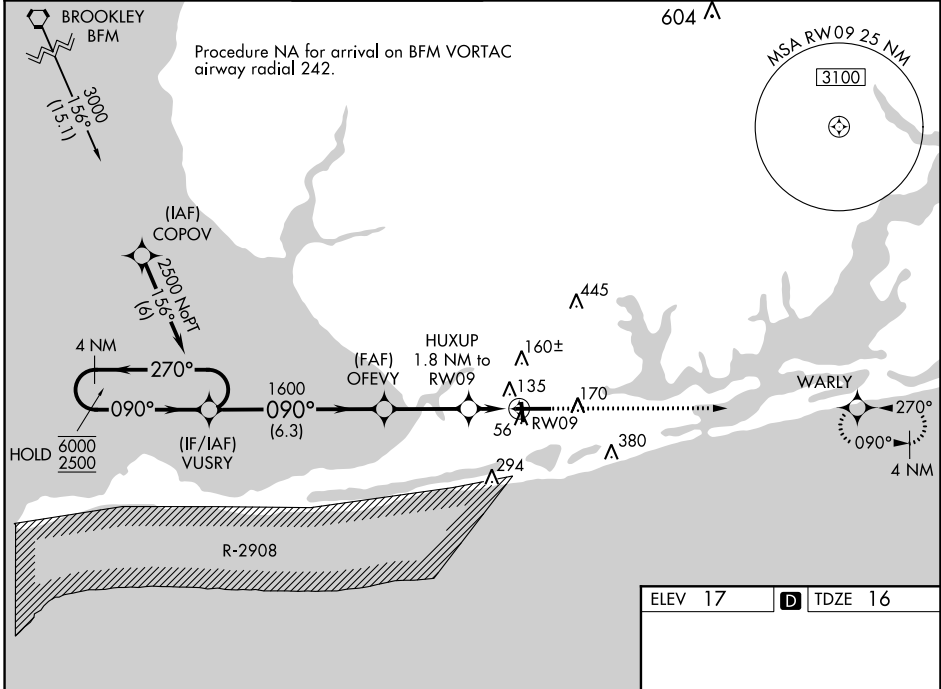 BROOKLEY
BFM
3000
156°
(15.1)
Procedure NA for arrival on BFM VORTAC
airway radial 242.
604
MSA RW09 25 NM
3100
(IAF)
COPOV
2500 NoPT
156°
(6)
4 NM
270°
090°
HOLD
6000
2500
(IF/IAF)
VUSRY
1600
090°
(6.3)
(FAF)
OFEVY
HUXUP
1.8 NM to
RW09
445
160±
135
170
56
RW09
380
294
WARLY
270°
090°
4 NM
R-2908
ELEV 17
D
TDZE 16